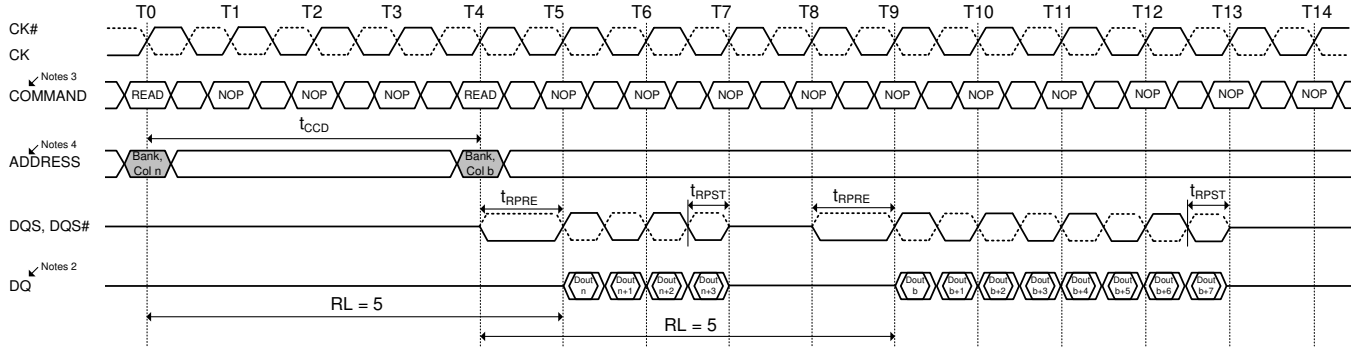 T0 T1 T2 T3 T4 T5 T6 T7 T8 T9 T10 T11 T12 T13 T14
CK#
CK
Notes 3
COMMAND READ NOP NOP NOP READ NOP NOP NOP NOP NOP NOP NOP NOP NOP NOP
tCCD
Notes 4
ADDRESS
Bank, Bank,
Col n Col b
tRPRE tRPST tRPRE tRPST
DQS, DQS#
Notes 2
DQ
Dout Dout Dout Dout Dout Dout Dout Dout Dout Dout Dout Dout
n n+1 n+2 n+3 b b+1 b+2 b+3 b+4 b+5 b+6 b+7
RL = 5
RL = 5